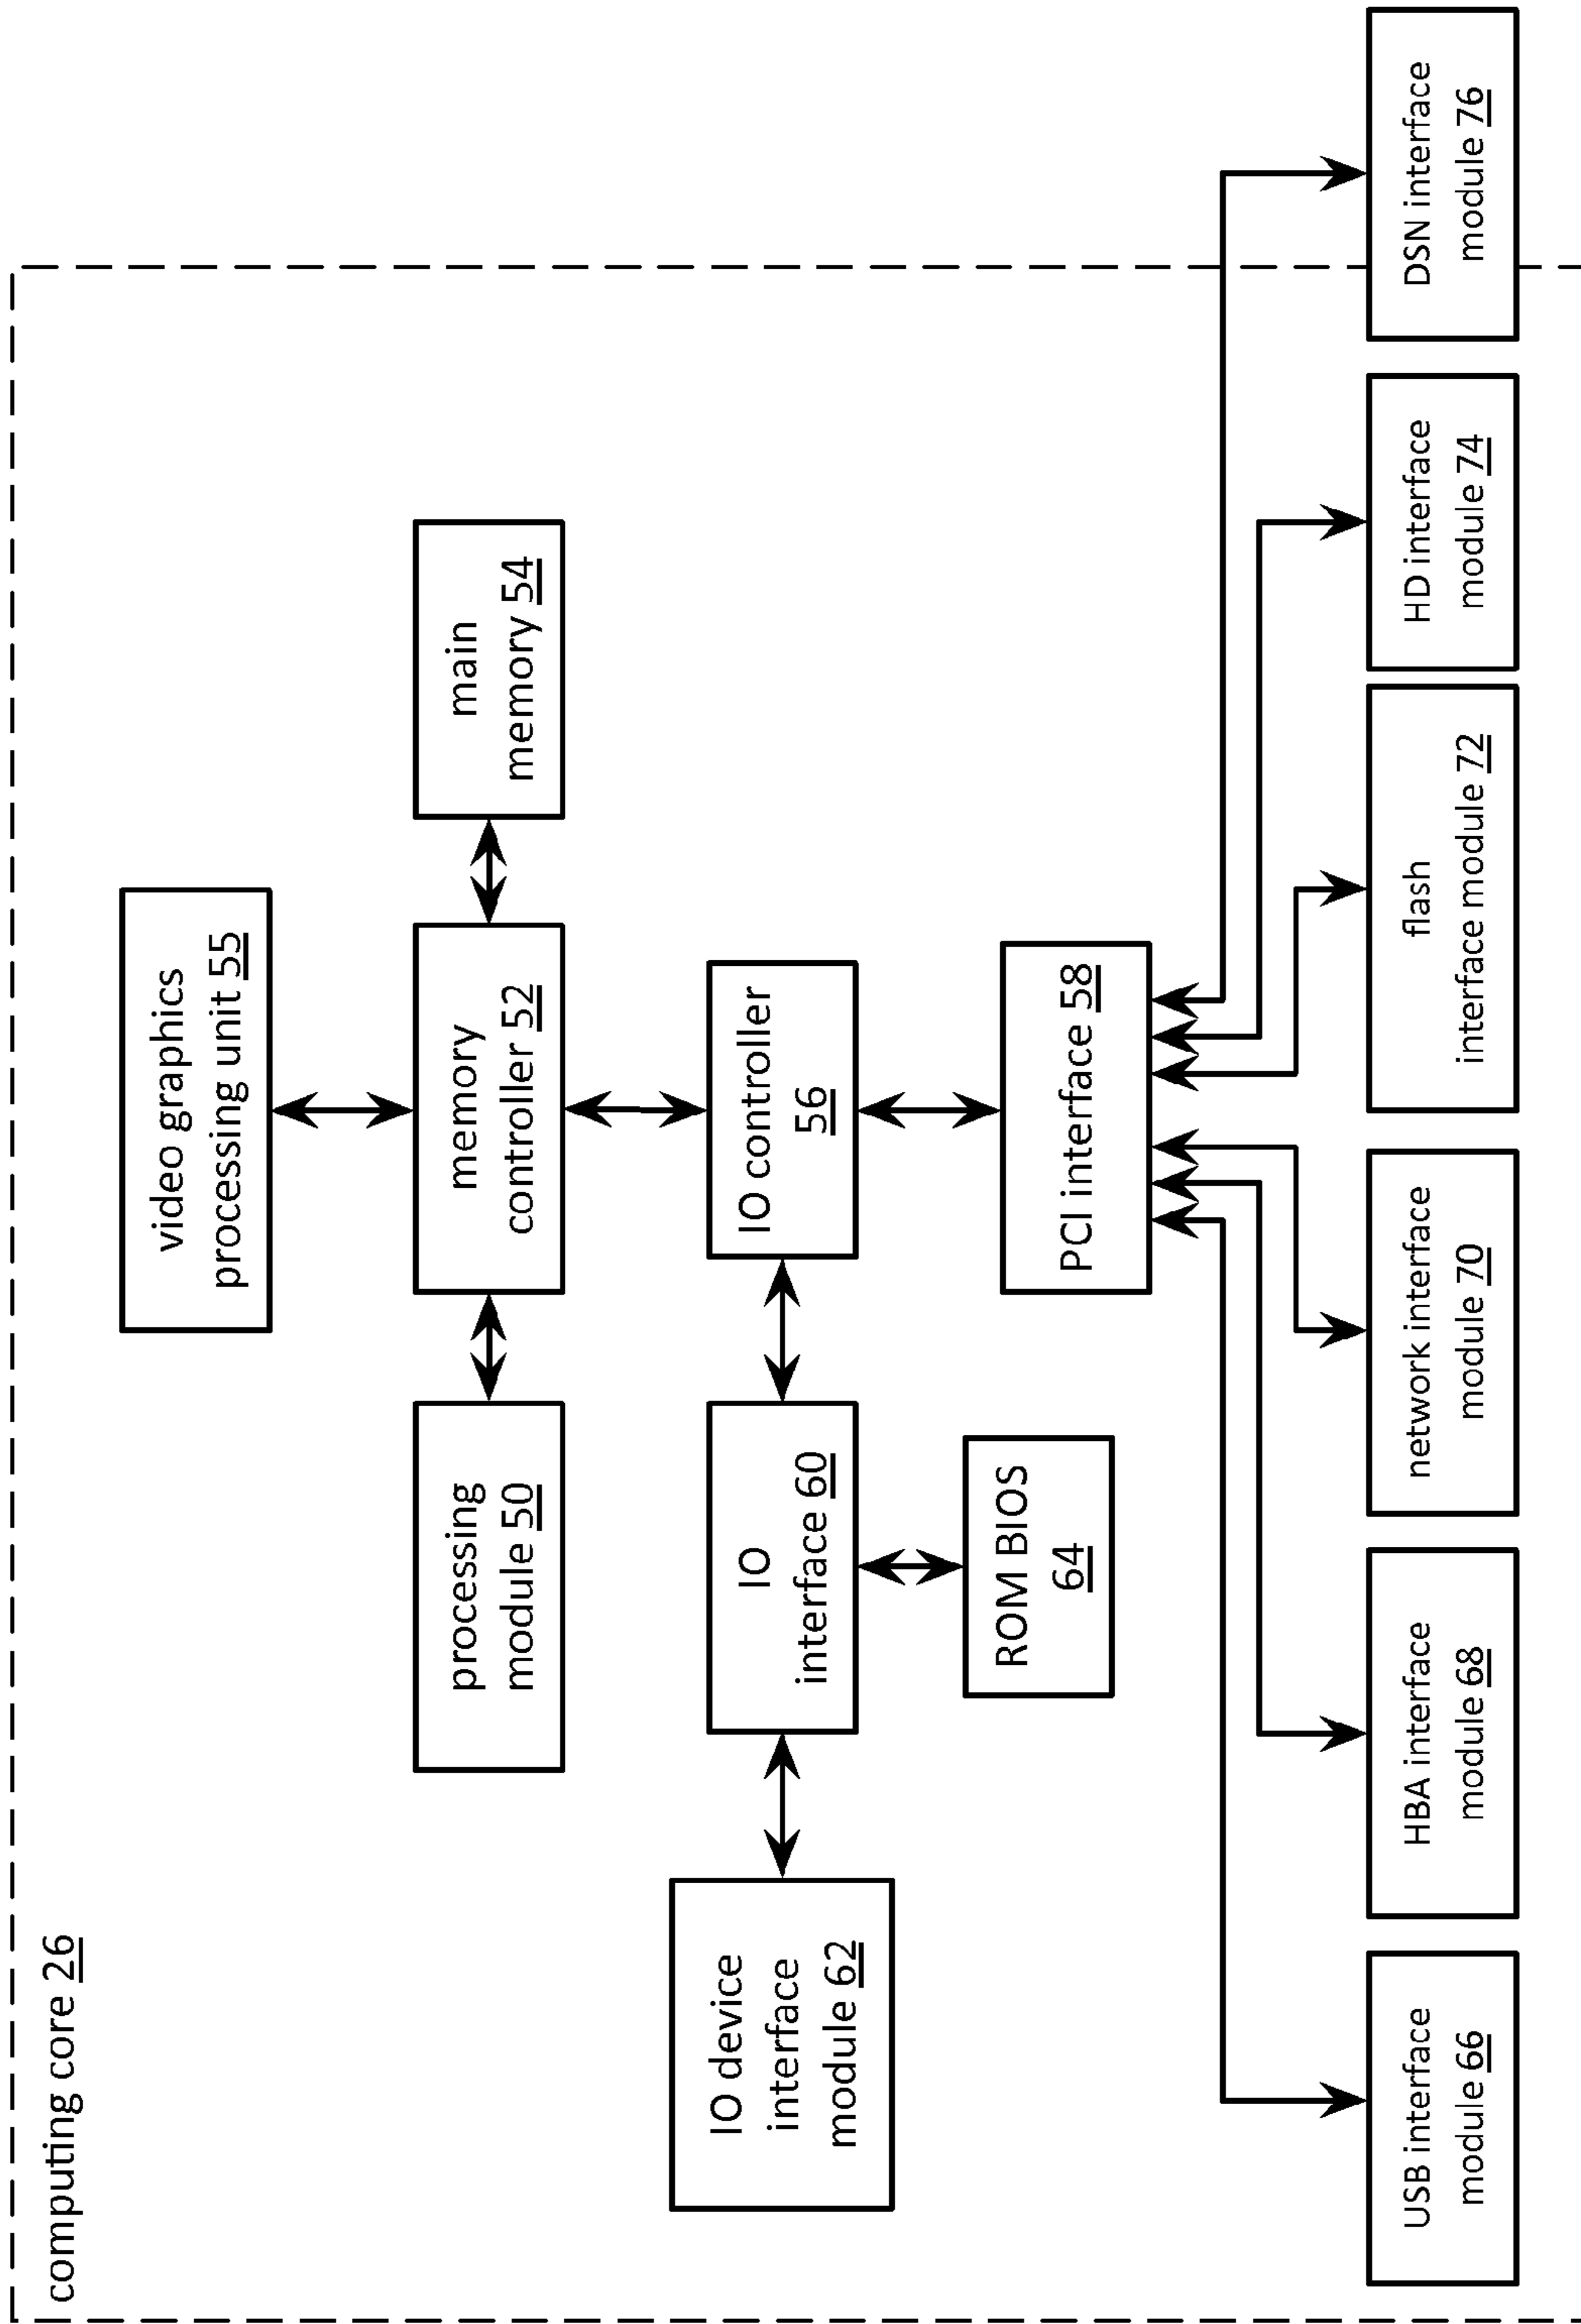 computing core 26
video graphics
processing unit 55
processing
module 50
memory
controller 52
main
memory 54
IO device
interface
module 62
IO
interface 60
IO controller
56
ROM BIOS
64
PCI interface 58
USB interface
module 66
HBA interface
module 68
network interface
module 70
flash
interface module 72
HD interface
module 74
DSN interface
module 76